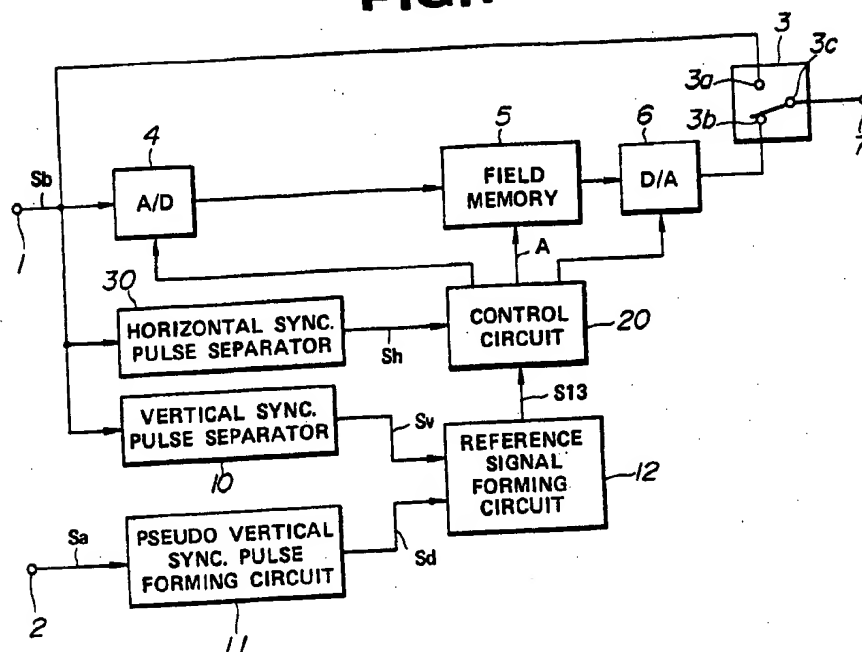 3
3c
3a
3b
4
5
6
Sb
A/D
FIELD
MEMORY
D/A
1
A
30
HORIZONTAL SYNC.
PULSE SEPARATOR
Sh
CONTROL
CIRCUIT
20
S13
VERTICAL SYNC.
PULSE SEPARATOR
Sv
10
REFERENCE
SIGNAL
FORMING
CIRCUIT
12
Sa
PSEUDO VERTICAL
SYNC. PULSE
FORMING CIRCUIT
Sd
2
11